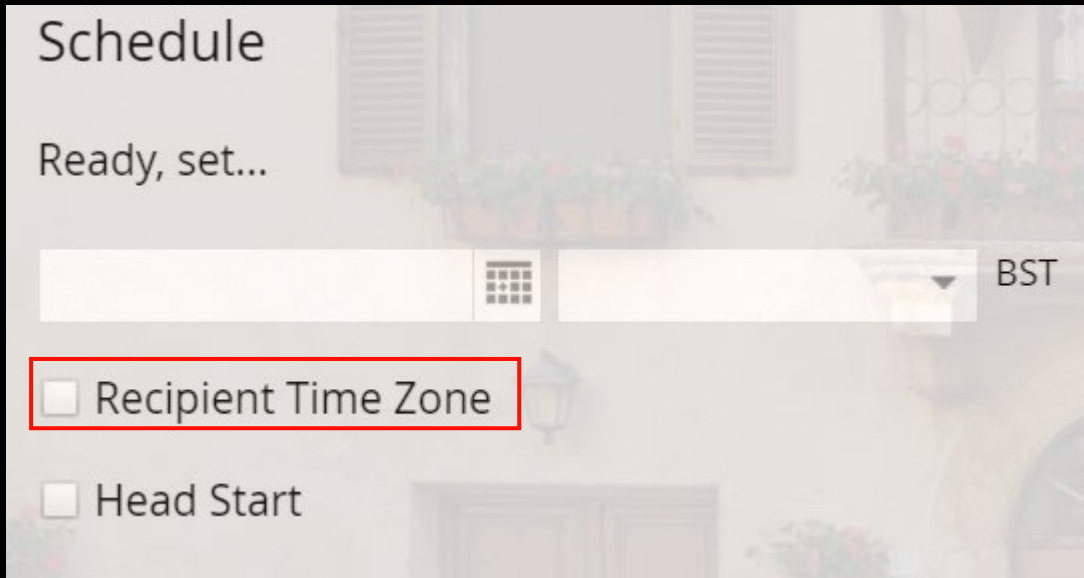 Schedule
Ready, set...
BST
Recipient Time Zone
Head Start